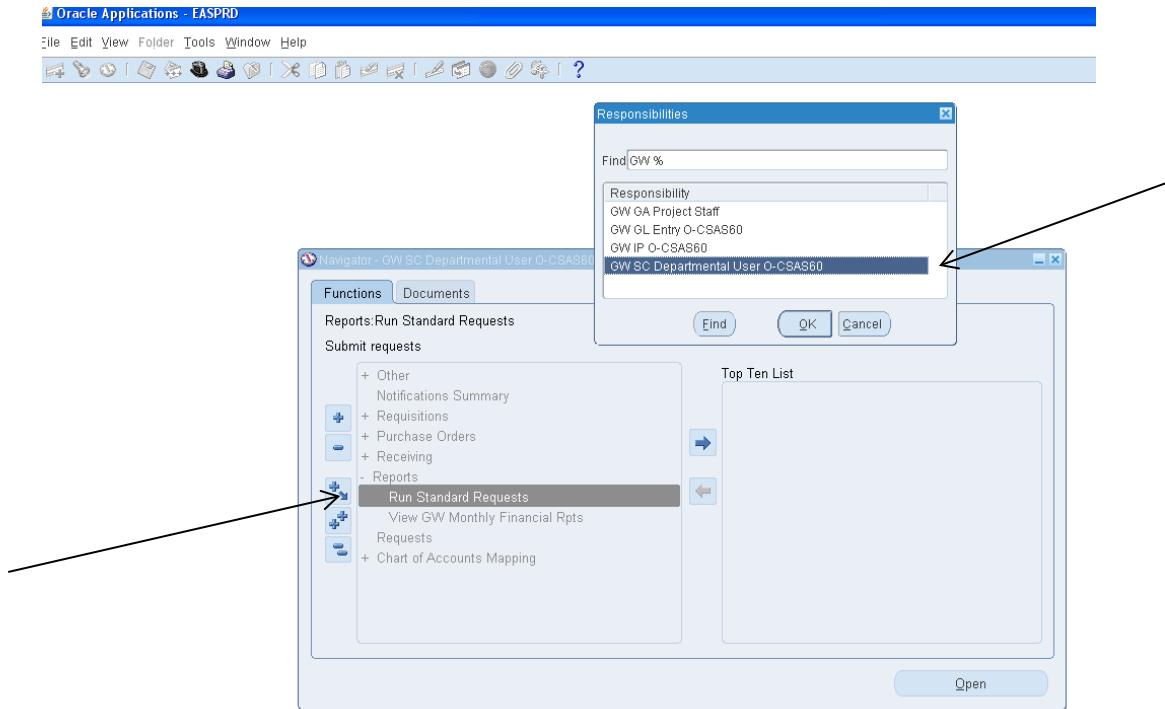 Oracle Applications - EASPRD
File Edit View Folder Tools Window Help
?
Responsibilities
Find GW %
Responsibility
GW GA Project Staff
GW GL Entry O-CSAS60
GW IP O-CSAS60
GW SC Departmental User O-CSAS60
Find OK Cancel
Navigator - GW SC Departmental User O-CSAS60
Functions Documents
Reports:Run Standard Requests
Submit requests
+ Other
Notifications Summary
+ Requisitions
+ Purchase Orders
+ Receiving
- Reports
Run Standard Requests
View GW Monthly Financial Rpts
Requests
+ Chart of Accounts Mapping
Top Ten List
Open